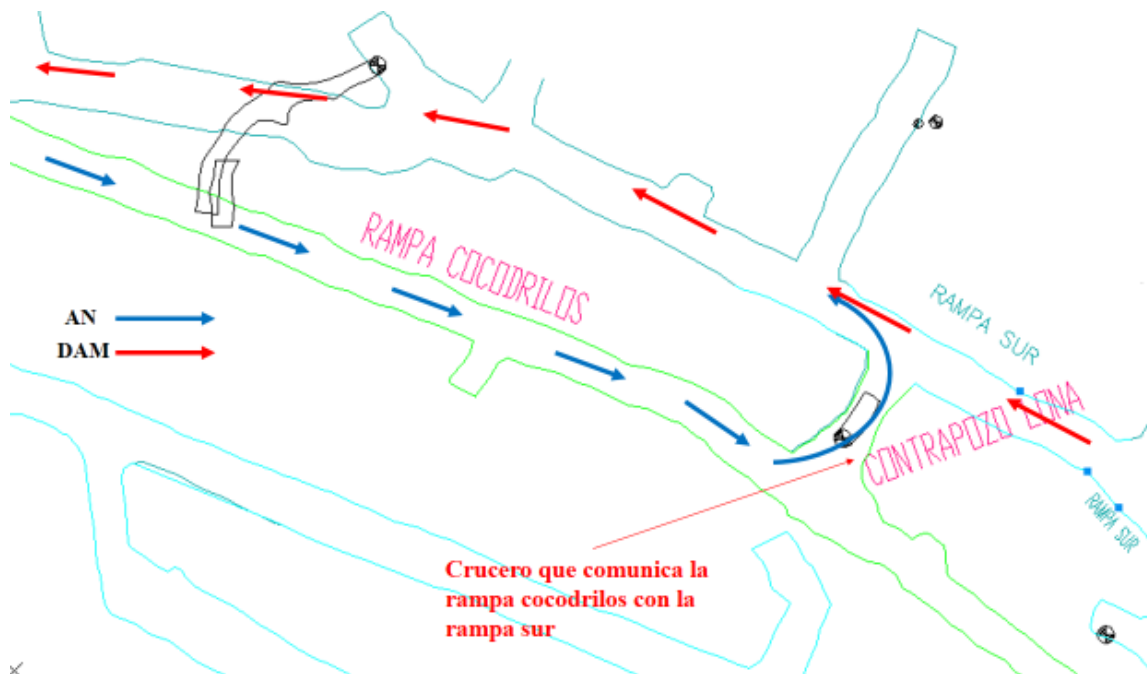 RAMPA COCODRILOS
AN
DAM
RAMPA SUR
CONTRAPOZO LONA
RAMPA SUR
Crucero que comunica la
rampa cocodrilos con la
rampa sur